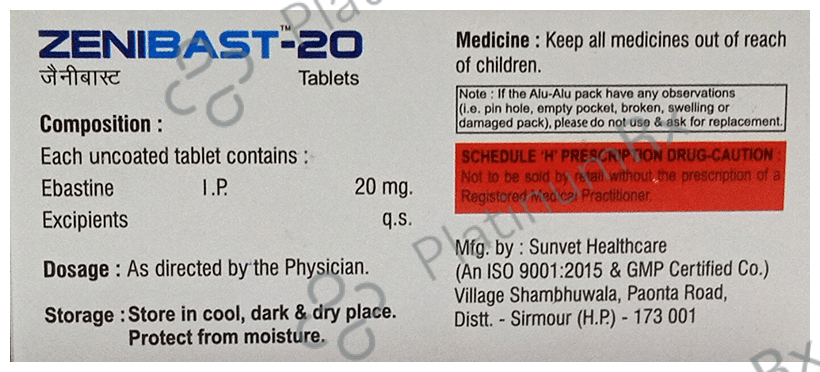 ZENIBAST™-20
जैनीबास्ट Tablets
Composition :
Each uncoated tablet contains :
Ebastine I.P. 20 mg.
Excipients q.s.
Dosage : As directed by the Physician.
Storage : Store in cool, dark & dry place.
Protect from moisture.
Medicine : Keep all medicines out of reach
of children.
Note : If the Alu-Alu pack have any observations
(i.e. pin hole, empty pocket, broken, swelling or
damaged pack), please do not use & ask for replacement.
SCHEDULE 'H' PRESCRIPTION DRUG-CAUTION :
Not to be sold by retail without the prescription of a
Registered Medical Practitioner.
Mfg. by : Sunvet Healthcare
(An ISO 9001:2015 & GMP Certified Co.)
Village Shambhuwala, Paonta Road,
Distt. - Sirmour (H.P.) - 173 001
PlatinumRx